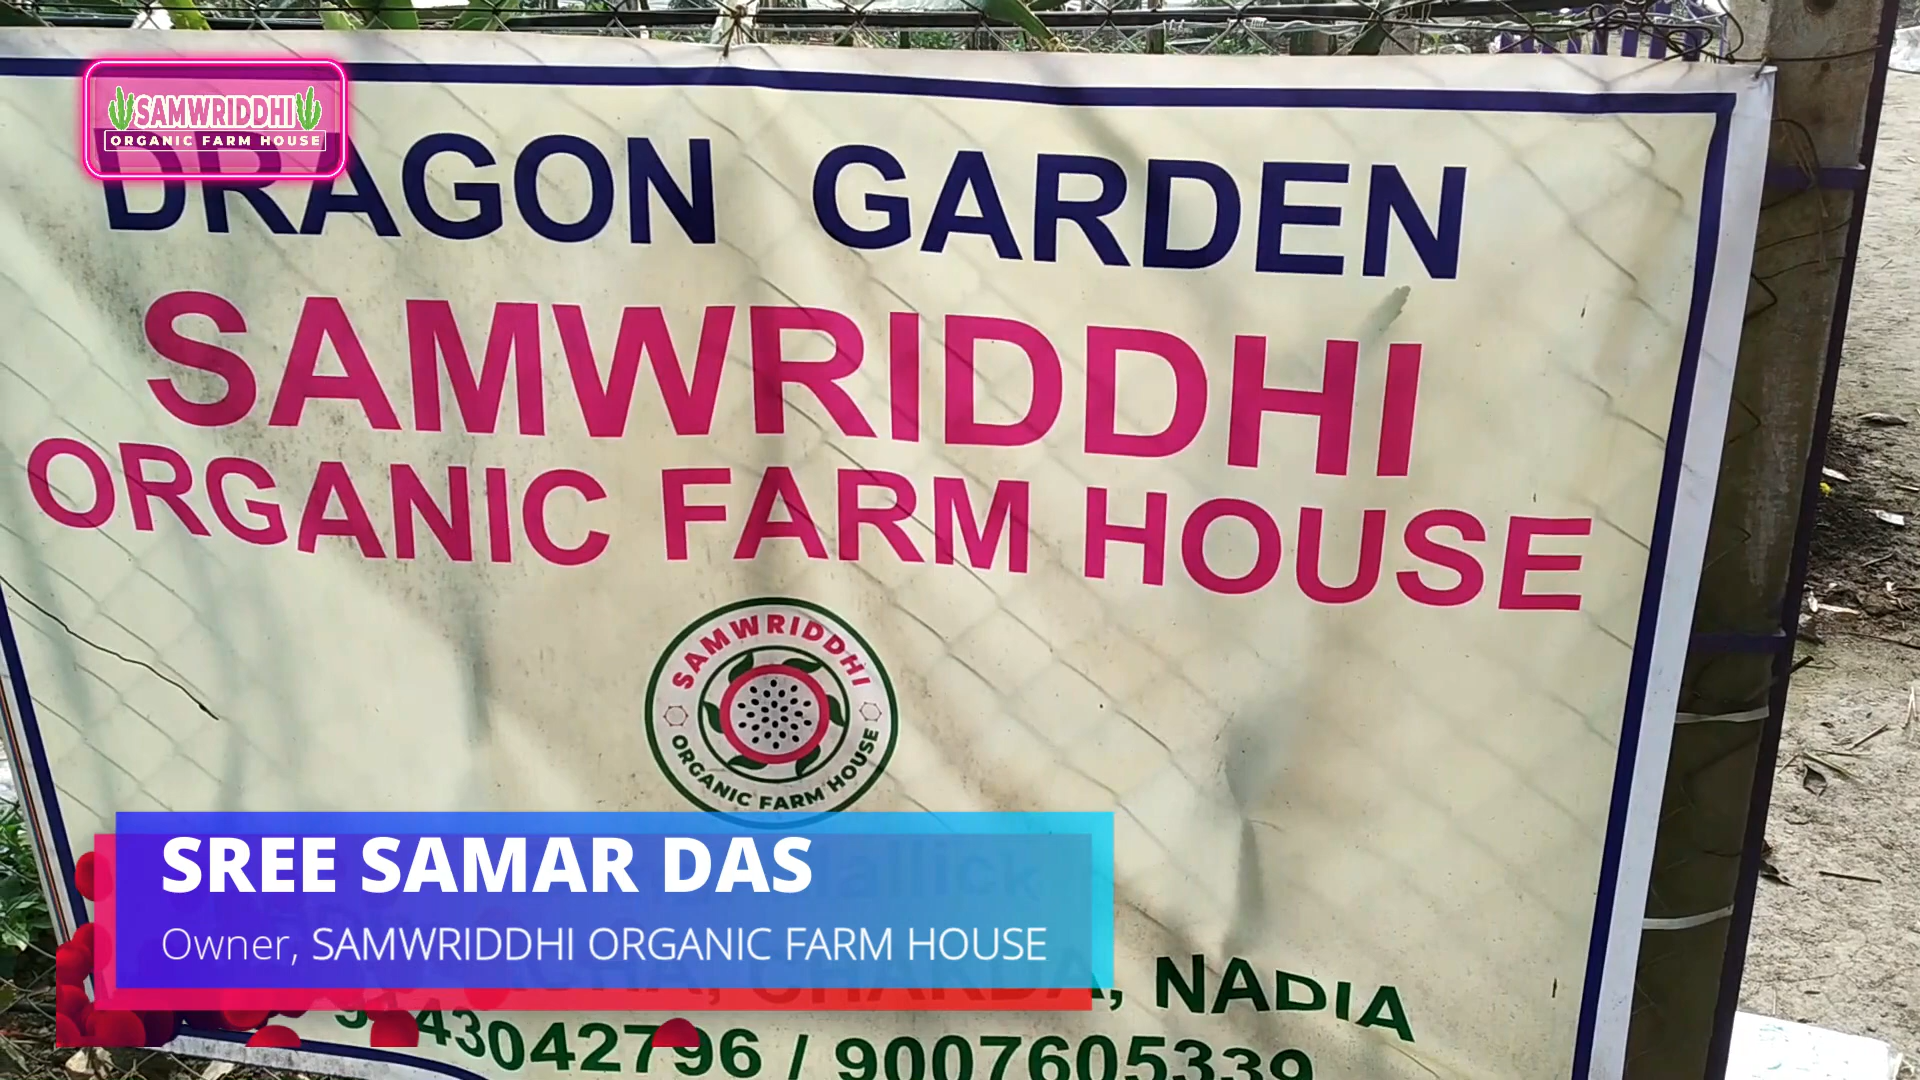 SAMWRIDDHI
ORGANIC FARM HOUSE
DRAGON GARDEN
SAMWRIDDHI
ORGANIC FARM HOUSE
SAMWRIDDHI
ORGANIC FARM HOUSE
SREE SAMAR DAS
Owner, SAMWRIDDHI ORGANIC FARM HOUSE
NADIA
43042796 / 9007605339